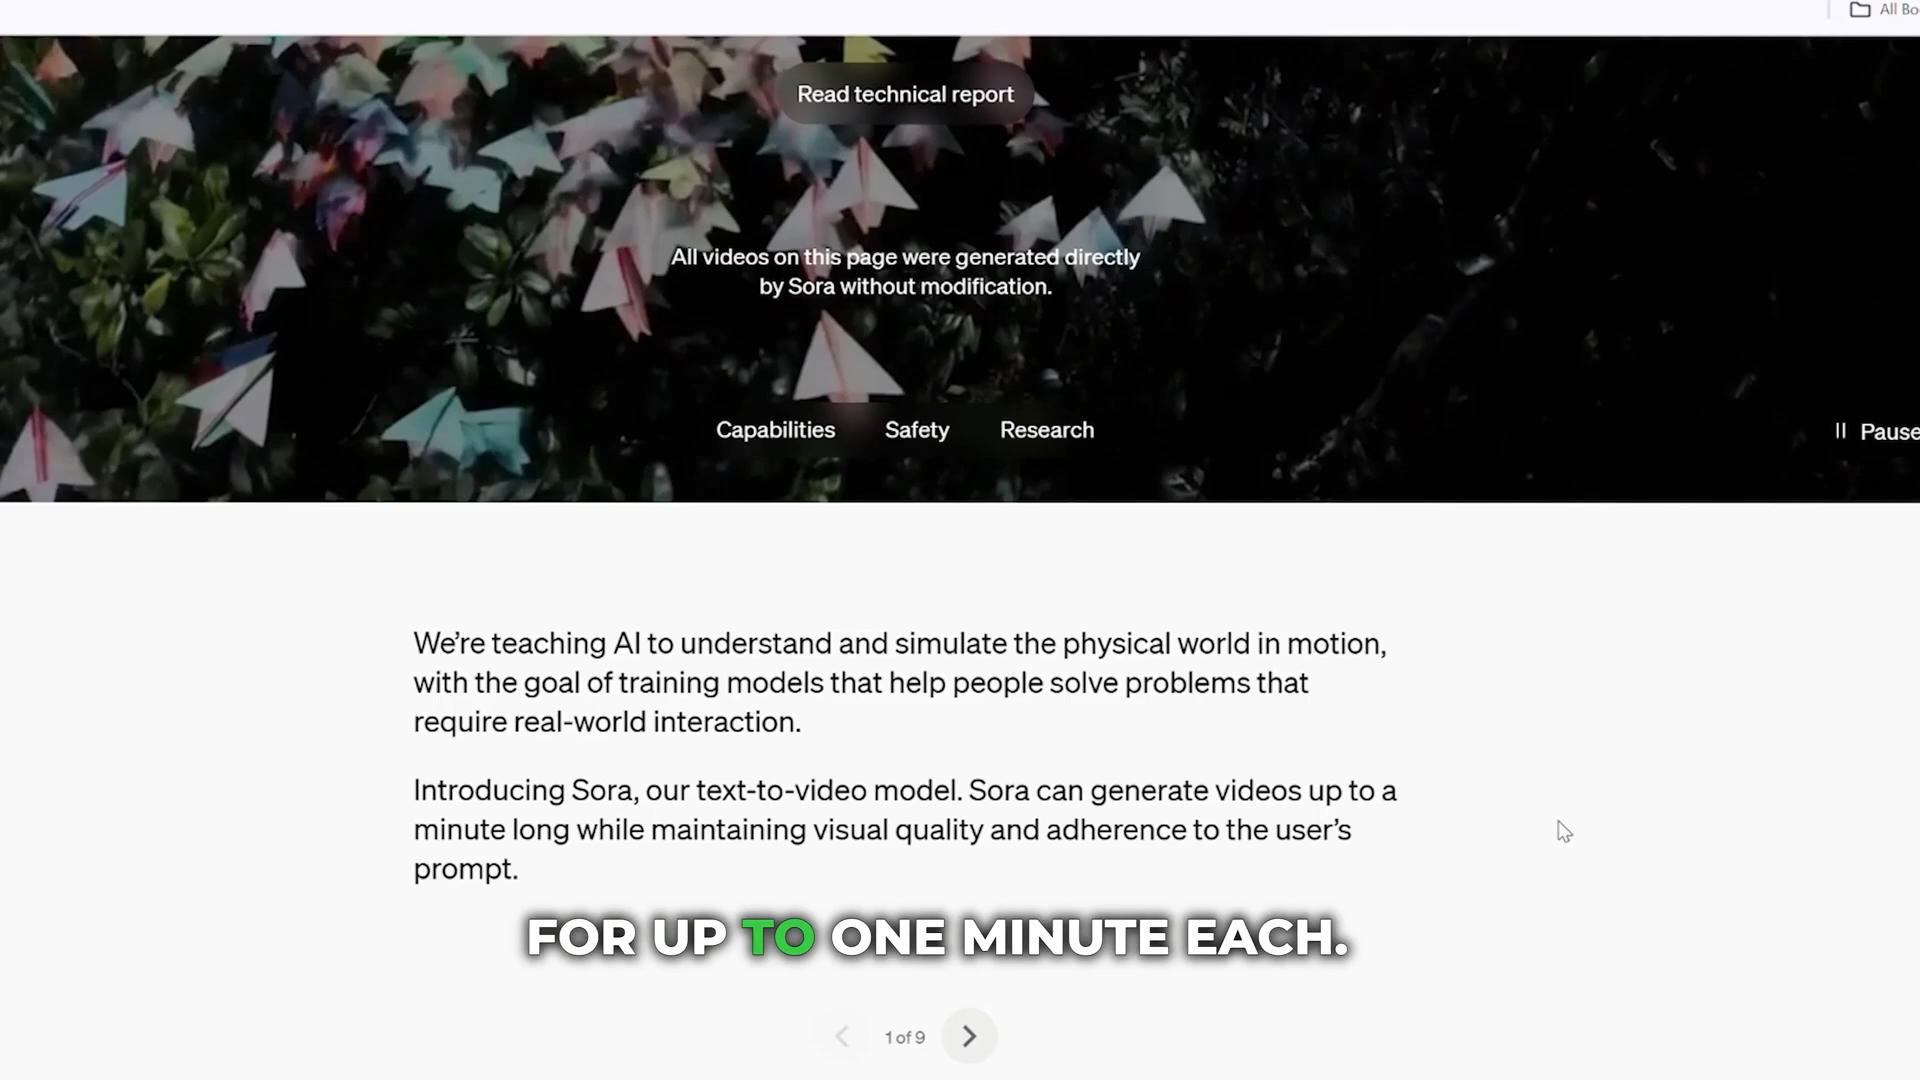 All Bo
Read technical report
All videos on this page were generated directly
by Sora without modification.
Capabilities Safety Research
Pause
We’re teaching AI to understand and simulate the physical world in motion,
with the goal of training models that help people solve problems that
require real-world interaction.
Introducing Sora, our text-to-video model. Sora can generate videos up to a
minute long while maintaining visual quality and adherence to the user’s
prompt.
FOR UP TO ONE MINUTE EACH.
1 of 9